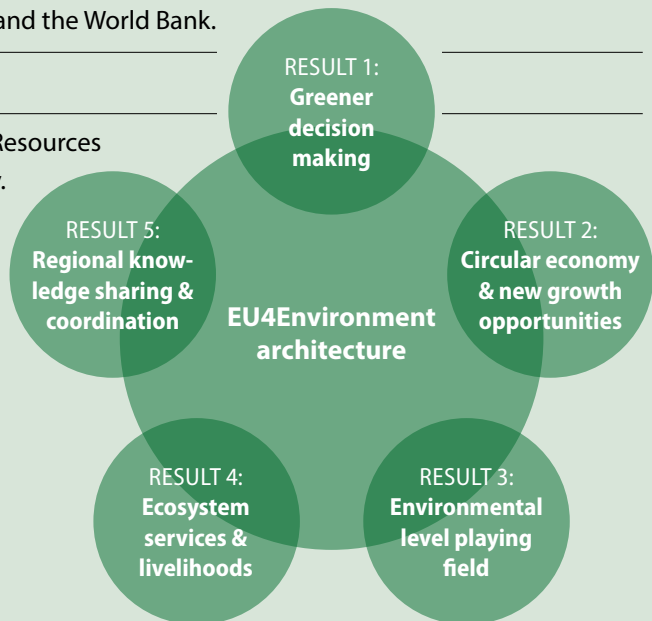 and the World Bank.
RESULT 1:
Greener
decision
making
Resources
RESULT 5:
Regional know-
ledge sharing &
coordination
RESULT 2:
Circular economy
& new growth
opportunities
EU4Environment
architecture
RESULT 4:
Ecosystem
services &
livelihoods
RESULT 3:
Environmental
level playing
field